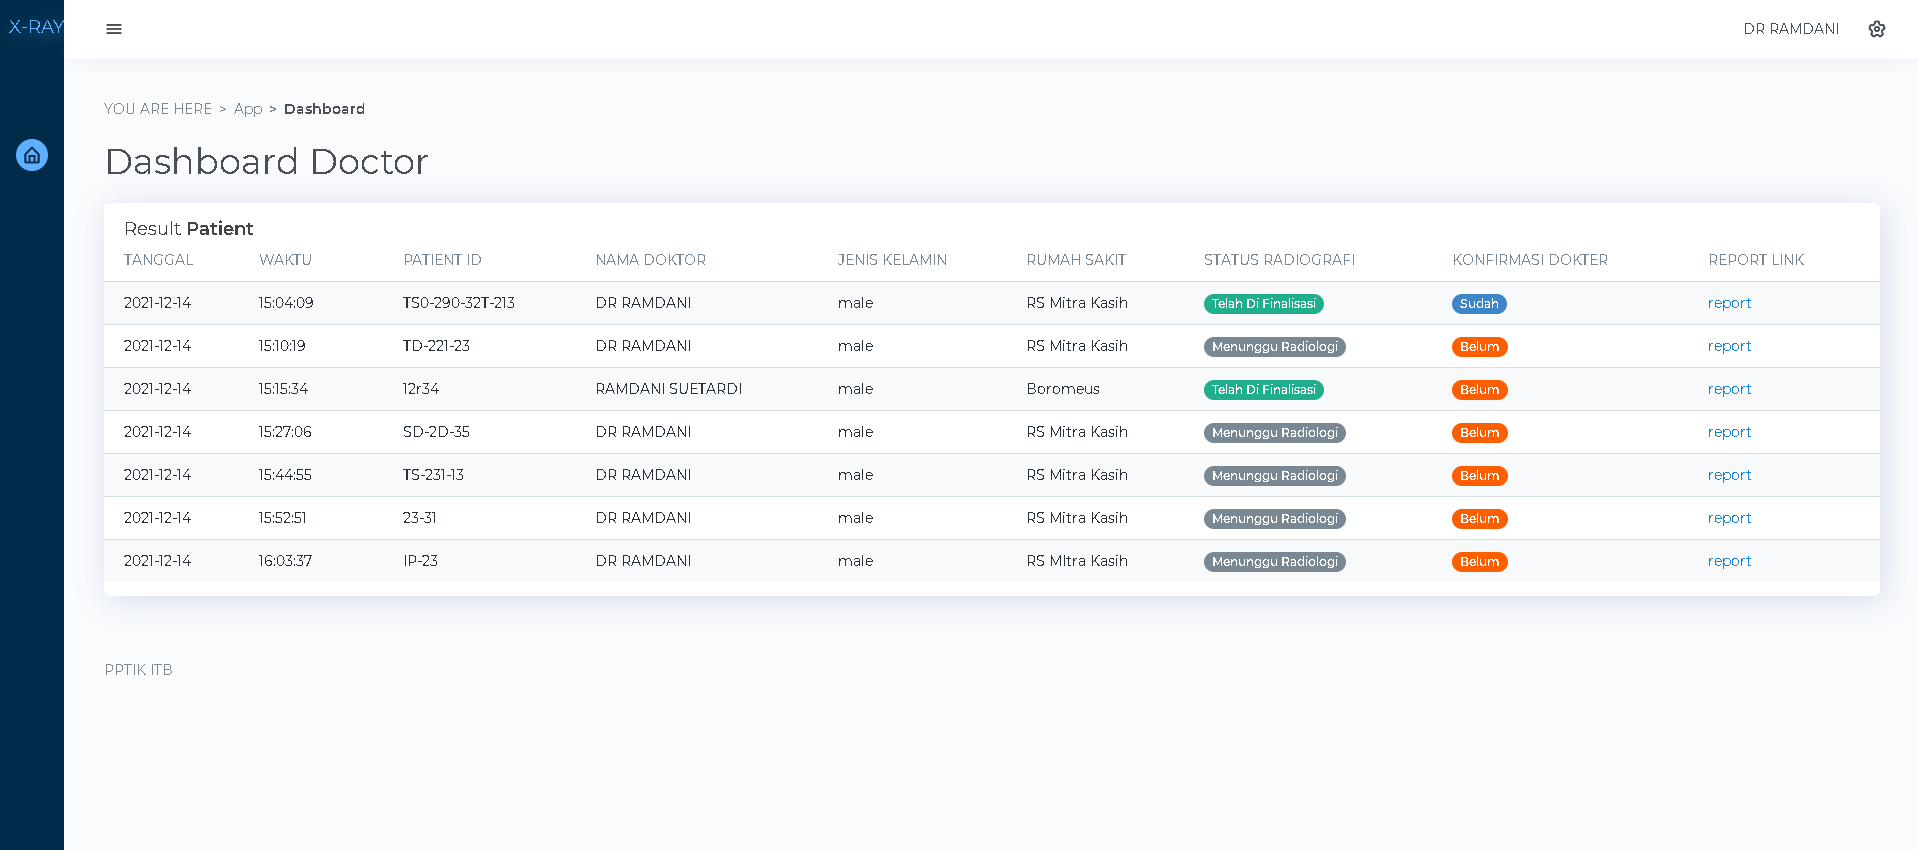 X-RAY
DR RAMDANI
YOU ARE HERE > App > Dashboard
Dashboard Doctor
Result Patient
TANGGAL WAKTU PATIENT ID NAMA DOKTOR JENIS KELAMIN RUMAH SAKIT STATUS RADIOGRAFI KONFIRMASI DOKTER REPORT LINK
2021-12-14 15:04:09 TS0-290-32T-213 DR RAMDANI male RS Mitra Kasih Telah Di Finalisasi Sudah report
2021-12-14 15:10:19 TD-221-23 DR RAMDANI male RS Mitra Kasih Menunggu Radiologi Belum report
2021-12-14 15:15:34 12r34 RAMDANI SUETARDI male Boromeus Telah Di Finalisasi Belum report
2021-12-14 15:27:06 SD-2D-35 DR RAMDANI male RS Mitra Kasih Menunggu Radiologi Belum report
2021-12-14 15:44:55 TS-231-13 DR RAMDANI male RS Mitra Kasih Menunggu Radiologi Belum report
2021-12-14 15:52:51 23-31 DR RAMDANI male RS Mitra Kasih Menunggu Radiologi Belum report
2021-12-14 16:03:37 IP-23 DR RAMDANI male RS MItra Kasih Menunggu Radiologi Belum report
PPTIK ITB